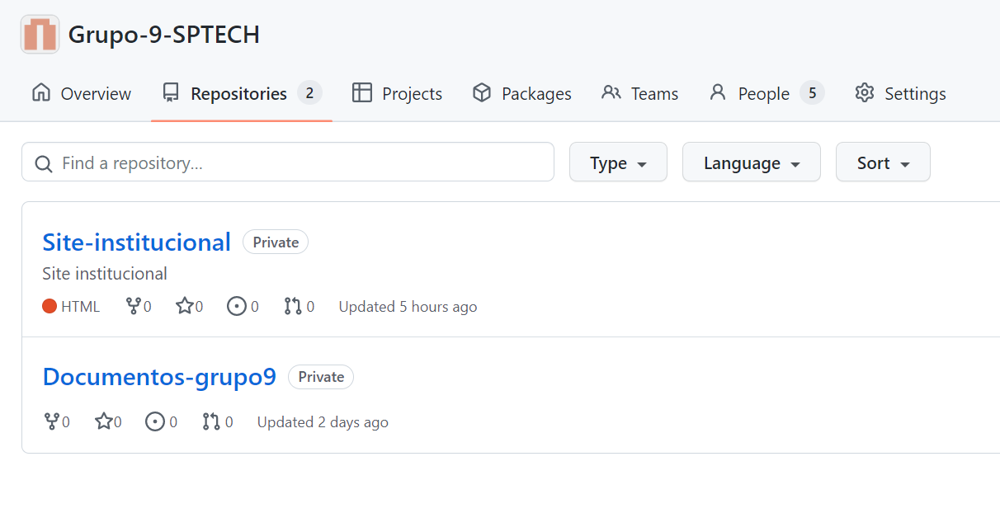 Grupo-9-SPTECH
Overview Repositories 2 Projects Packages Teams People 5 Settings
Find a repository... Type Language Sort
Site-institucional Private
Site institucional
HTML 0 0 0 0 Updated 5 hours ago
Documentos-grupo9 Private
0 0 0 0 Updated 2 days ago